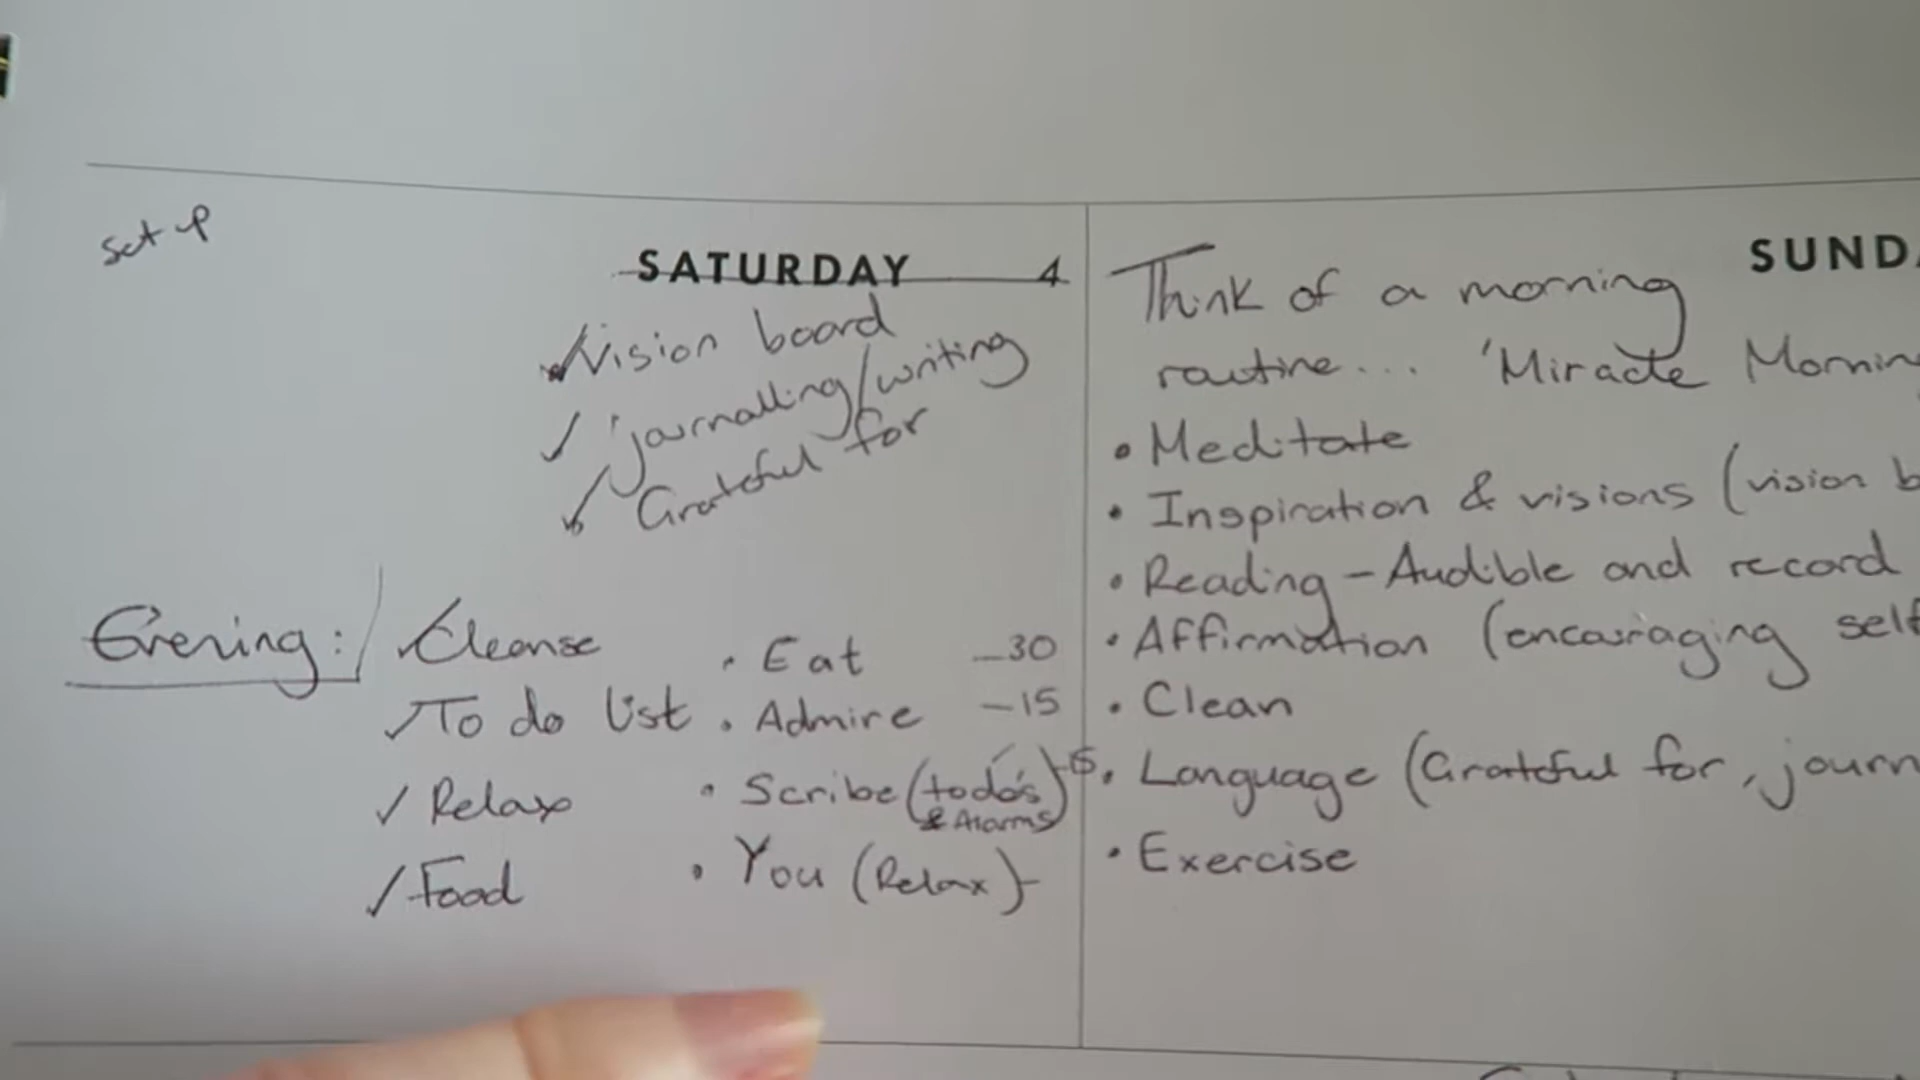 set up
SATURDAY 4
Vision board
journalling/writing
Grateful for
Evening:
Cleanse
To do list
Relax
Food
• Eat —30
• Admire —15
• Scribe (todo's & Alarms)
• You (Relax)
SUND
Think of a morning
routine... 'Miracle Mornin
• Meditate
• Inspiration & visions (vision b
• Reading - Audible and record
• Affirmation (encouraging self
• Clean
• Language (Grateful for, journ
• Exercise